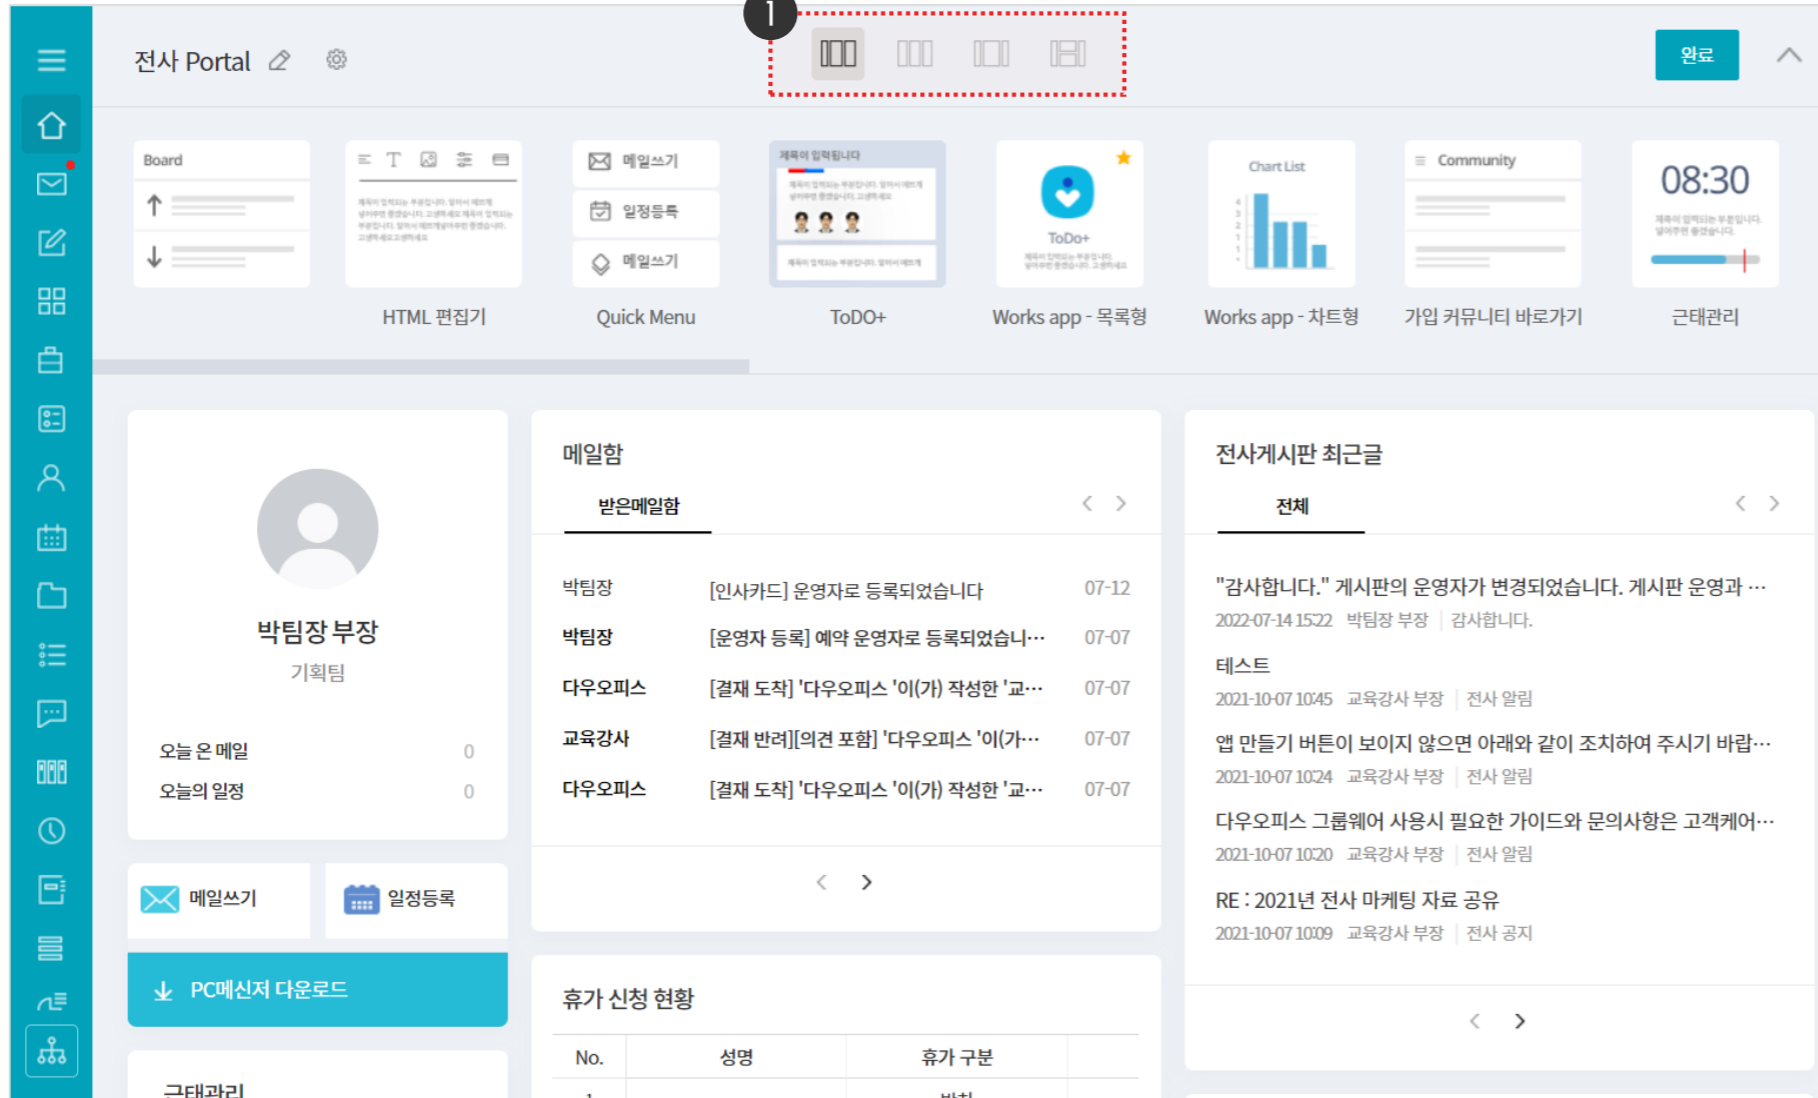 1
전사 Portal
완료
Board
제목이 입력됩니다
ToDo+
메일쓰기
일정등록
메일쓰기
Chart List
Community
08:30
HTML 편집기
Quick Menu
ToDO+
Works app - 목록형
Works app - 차트형
가입 커뮤니티 바로가기
근태관리
박팀장 부장
기획팀
오늘 온 메일 0
오늘의 일정 0
메일쓰기
일정등록
PC메신저 다운로드
근태관리
메일함
받은메일함
박팀장 [인사카드] 운영자로 등록되었습니다 07-12
박팀장 [운영자 등록] 예약 운영자로 등록되었습니… 07-07
다우오피스 [결재 도착] '다우오피스 '이(가) 작성한 '교… 07-07
교육강사 [결재 반려][의견 포함] '다우오피스 '이(가… 07-07
다우오피스 [결재 도착] '다우오피스 '이(가) 작성한 '교… 07-07
휴가 신청 현황
No. 성명 휴가 구분
전사게시판 최근글
전체
"감사합니다." 게시판의 운영자가 변경되었습니다. 게시판 운영과 …
2022-07-14 15:22 박팀장 부장 감사합니다.
테스트
2021-10-07 10:45 교육강사 부장 전사 알림
앱 만들기 버튼이 보이지 않으면 아래와 같이 조치하여 주시기 바랍…
2021-10-07 10:24 교육강사 부장 전사 알림
다우오피스 그룹웨어 사용시 필요한 가이드와 문의사항은 고객케어…
2021-10-07 10:20 교육강사 부장 전사 알림
RE : 2021년 전사 마케팅 자료 공유
2021-10-07 10:09 교육강사 부장 전사 공지